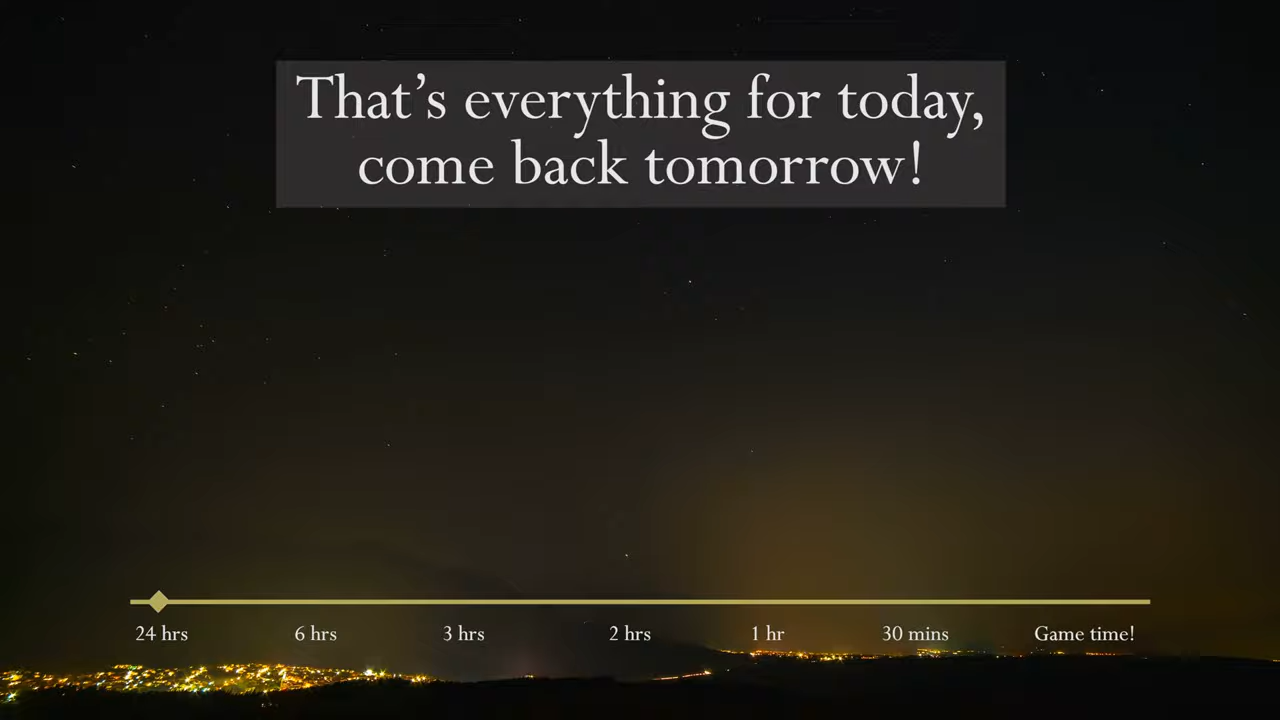 That's everything for today,
come back tomorrow!
24 hrs 6 hrs 3 hrs 2 hrs 1 hr 30 mins Game time!